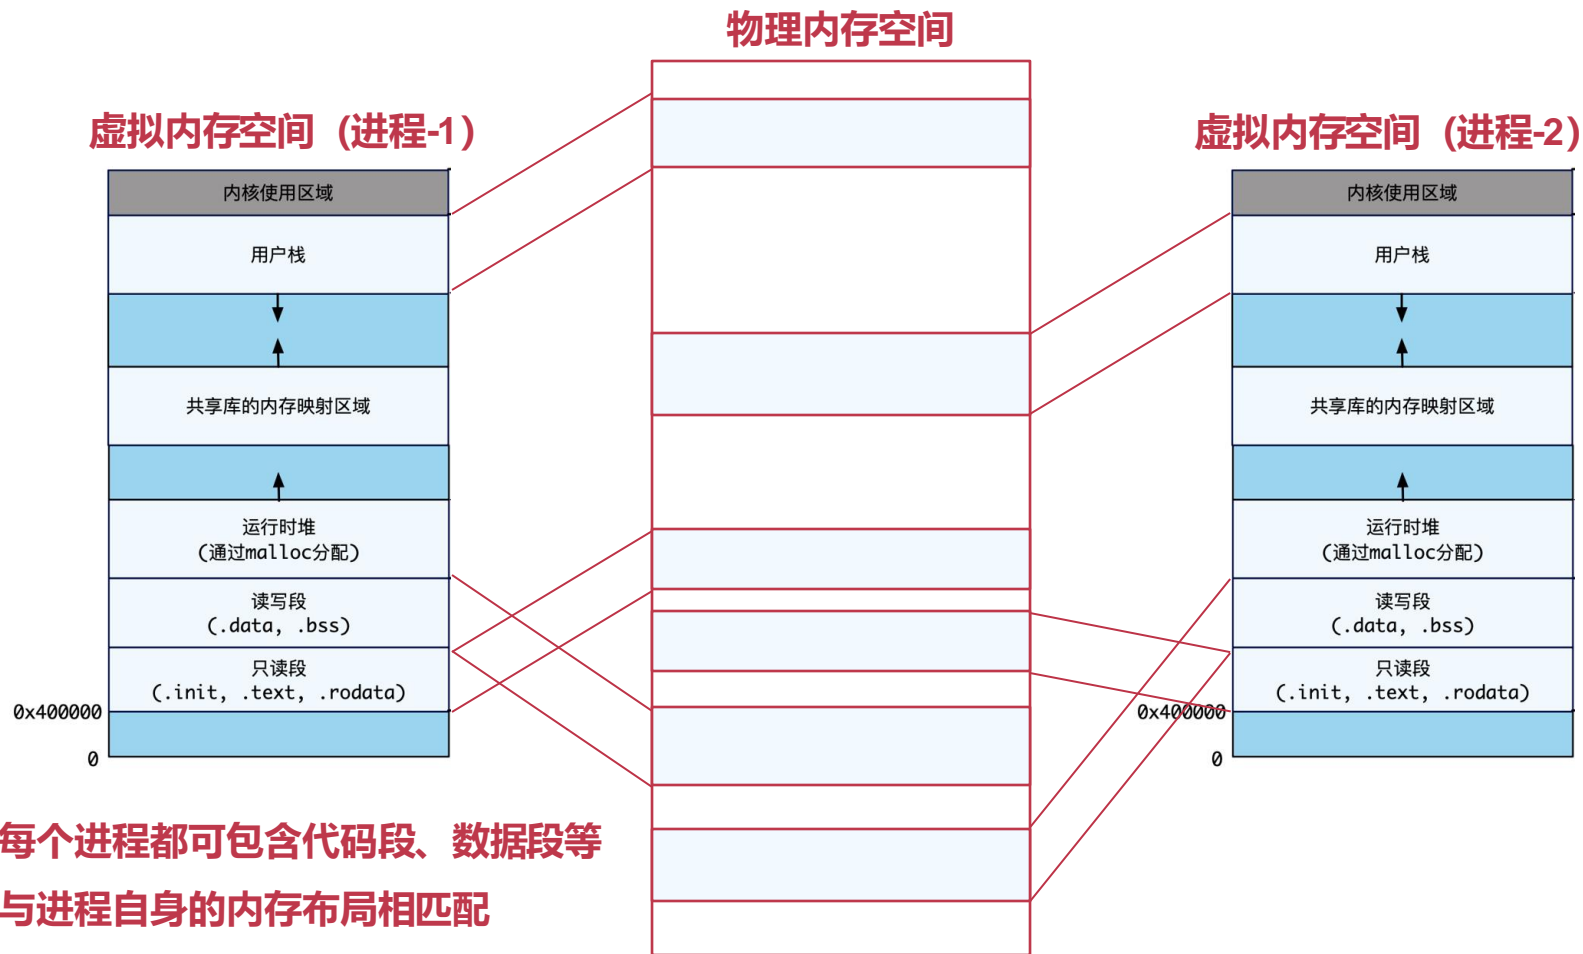 物理内存空间
虚拟内存空间（进程-1）
内核使用区域
用户栈
共享库的内存映射区域
运行时堆
(通过malloc分配)
读写段
(.data, .bss)
只读段
(.init, .text, .rodata)
0x400000
0
虚拟内存空间（进程-2）
内核使用区域
用户栈
共享库的内存映射区域
运行时堆
(通过malloc分配)
读写段
(.data, .bss)
只读段
(.init, .text, .rodata)
0x400000
0
每个进程都可包含代码段、数据段等
与进程自身的内存布局相匹配